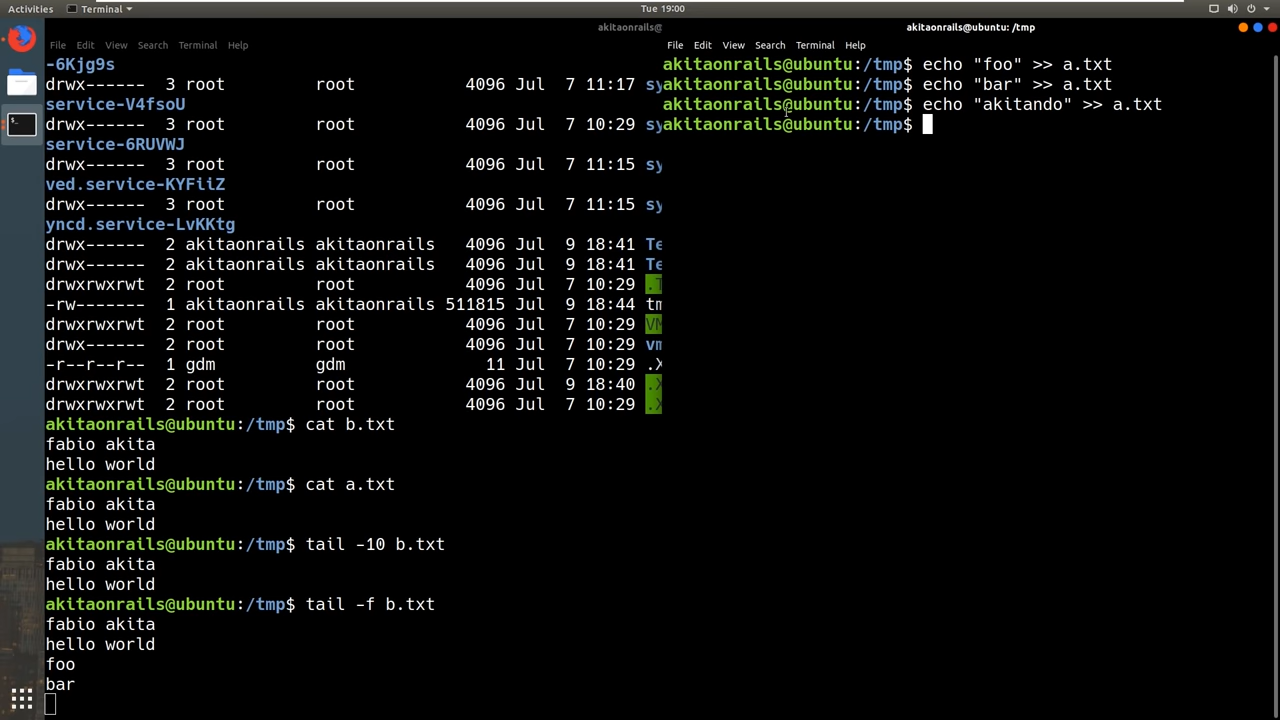 Activities Terminal Tue 19:00
akitaonrails@
File Edit View Search Terminal Help
-6Kjg9s
drwx------ 3 root root 4096 Jul 7 11:17 sy
service-V4fsoU
drwx------ 3 root root 4096 Jul 7 10:29 sy
service-6RUVWJ
drwx------ 3 root root 4096 Jul 7 11:15 sy
ved.service-KYFiiZ
drwx------ 3 root root 4096 Jul 7 11:15 sy
yncd.service-LvKKtg
drwx------ 2 akitaonrails akitaonrails 4096 Jul 9 18:41 Te
drwx------ 2 akitaonrails akitaonrails 4096 Jul 9 18:41 Te
drwxrwxrwt 2 root root 4096 Jul 7 10:29 .T
-rw------- 1 akitaonrails akitaonrails 511815 Jul 9 18:44 tm
drwxrwxrwt 2 root root 4096 Jul 7 10:29 VM
drwx------ 2 root root 4096 Jul 7 10:29 vm
-r--r--r-- 1 gdm gdm 11 Jul 7 10:29 .X
drwxrwxrwt 2 root root 4096 Jul 9 18:40 .X
drwxrwxrwt 2 root root 4096 Jul 7 10:29 .X
akitaonrails@ubuntu:/tmp$ cat b.txt
fabio akita
hello world
akitaonrails@ubuntu:/tmp$ cat a.txt
fabio akita
hello world
akitaonrails@ubuntu:/tmp$ tail -10 b.txt
fabio akita
hello world
akitaonrails@ubuntu:/tmp$ tail -f b.txt
fabio akita
hello world
foo
bar
akitaonrails@ubuntu: /tmp
File Edit View Search Terminal Help
akitaonrails@ubuntu:/tmp$ echo "foo" >> a.txt
akitaonrails@ubuntu:/tmp$ echo "bar" >> a.txt
akitaonrails@ubuntu:/tmp$ echo "akitando" >> a.txt
akitaonrails@ubuntu:/tmp$